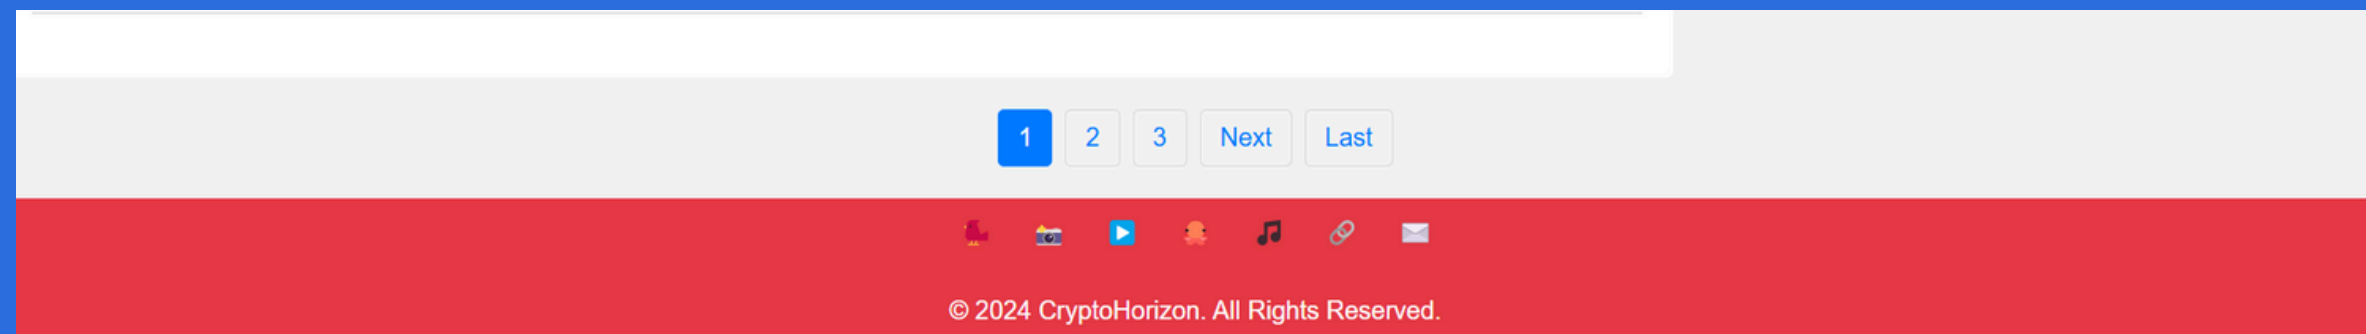 1 2 3 Next Last
© 2024 CryptoHorizon. All Rights Reserved.